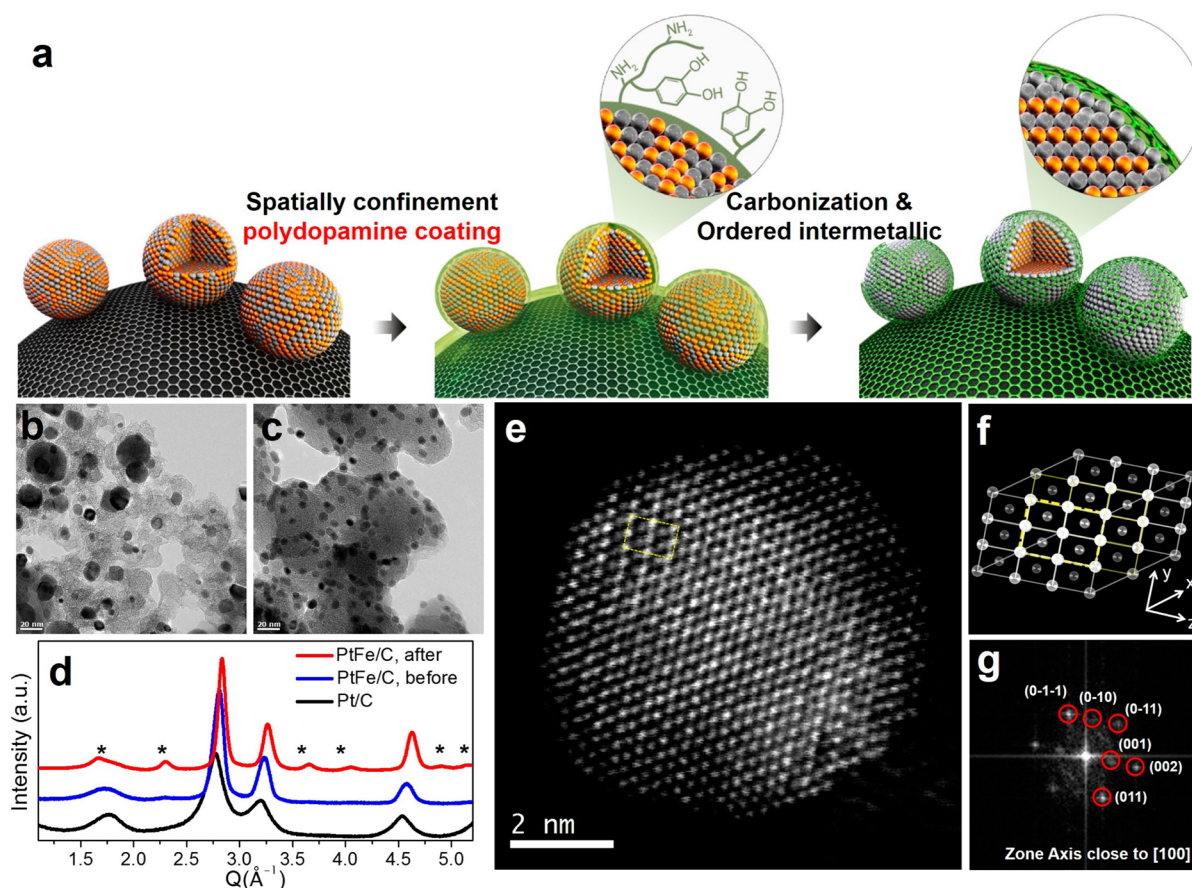 a
NH2
NH2
OH
OH
OH
OH
Spatially confinement
polydopamine coating
Carbonization &
Ordered intermetallic
b
20 nm
c
20 nm
d
PtFe/C, after
PtFe/C, before
Pt/C
* * * * * *
Intensity (a.u.)
1.5 2.0 2.5 3.0 3.5 4.0 4.5 5.0
Q(Å⁻¹)
e
2 nm
f
y
x
z
g
(0-1-1) (0-10) (0-11)
(001)
(002)
(011)
Zone Axis close to [100]